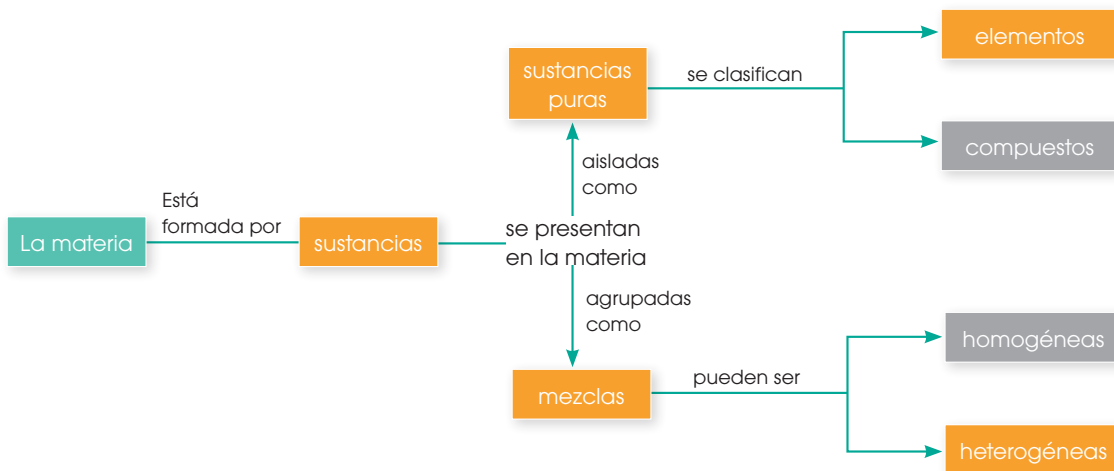 La materia
Está
formada por
sustancias
se presentan
en la materia
aisladas
como
sustancias
puras
se clasifican
elementos
compuestos
agrupadas
como
mezclas
pueden ser
homogéneas
heterogéneas